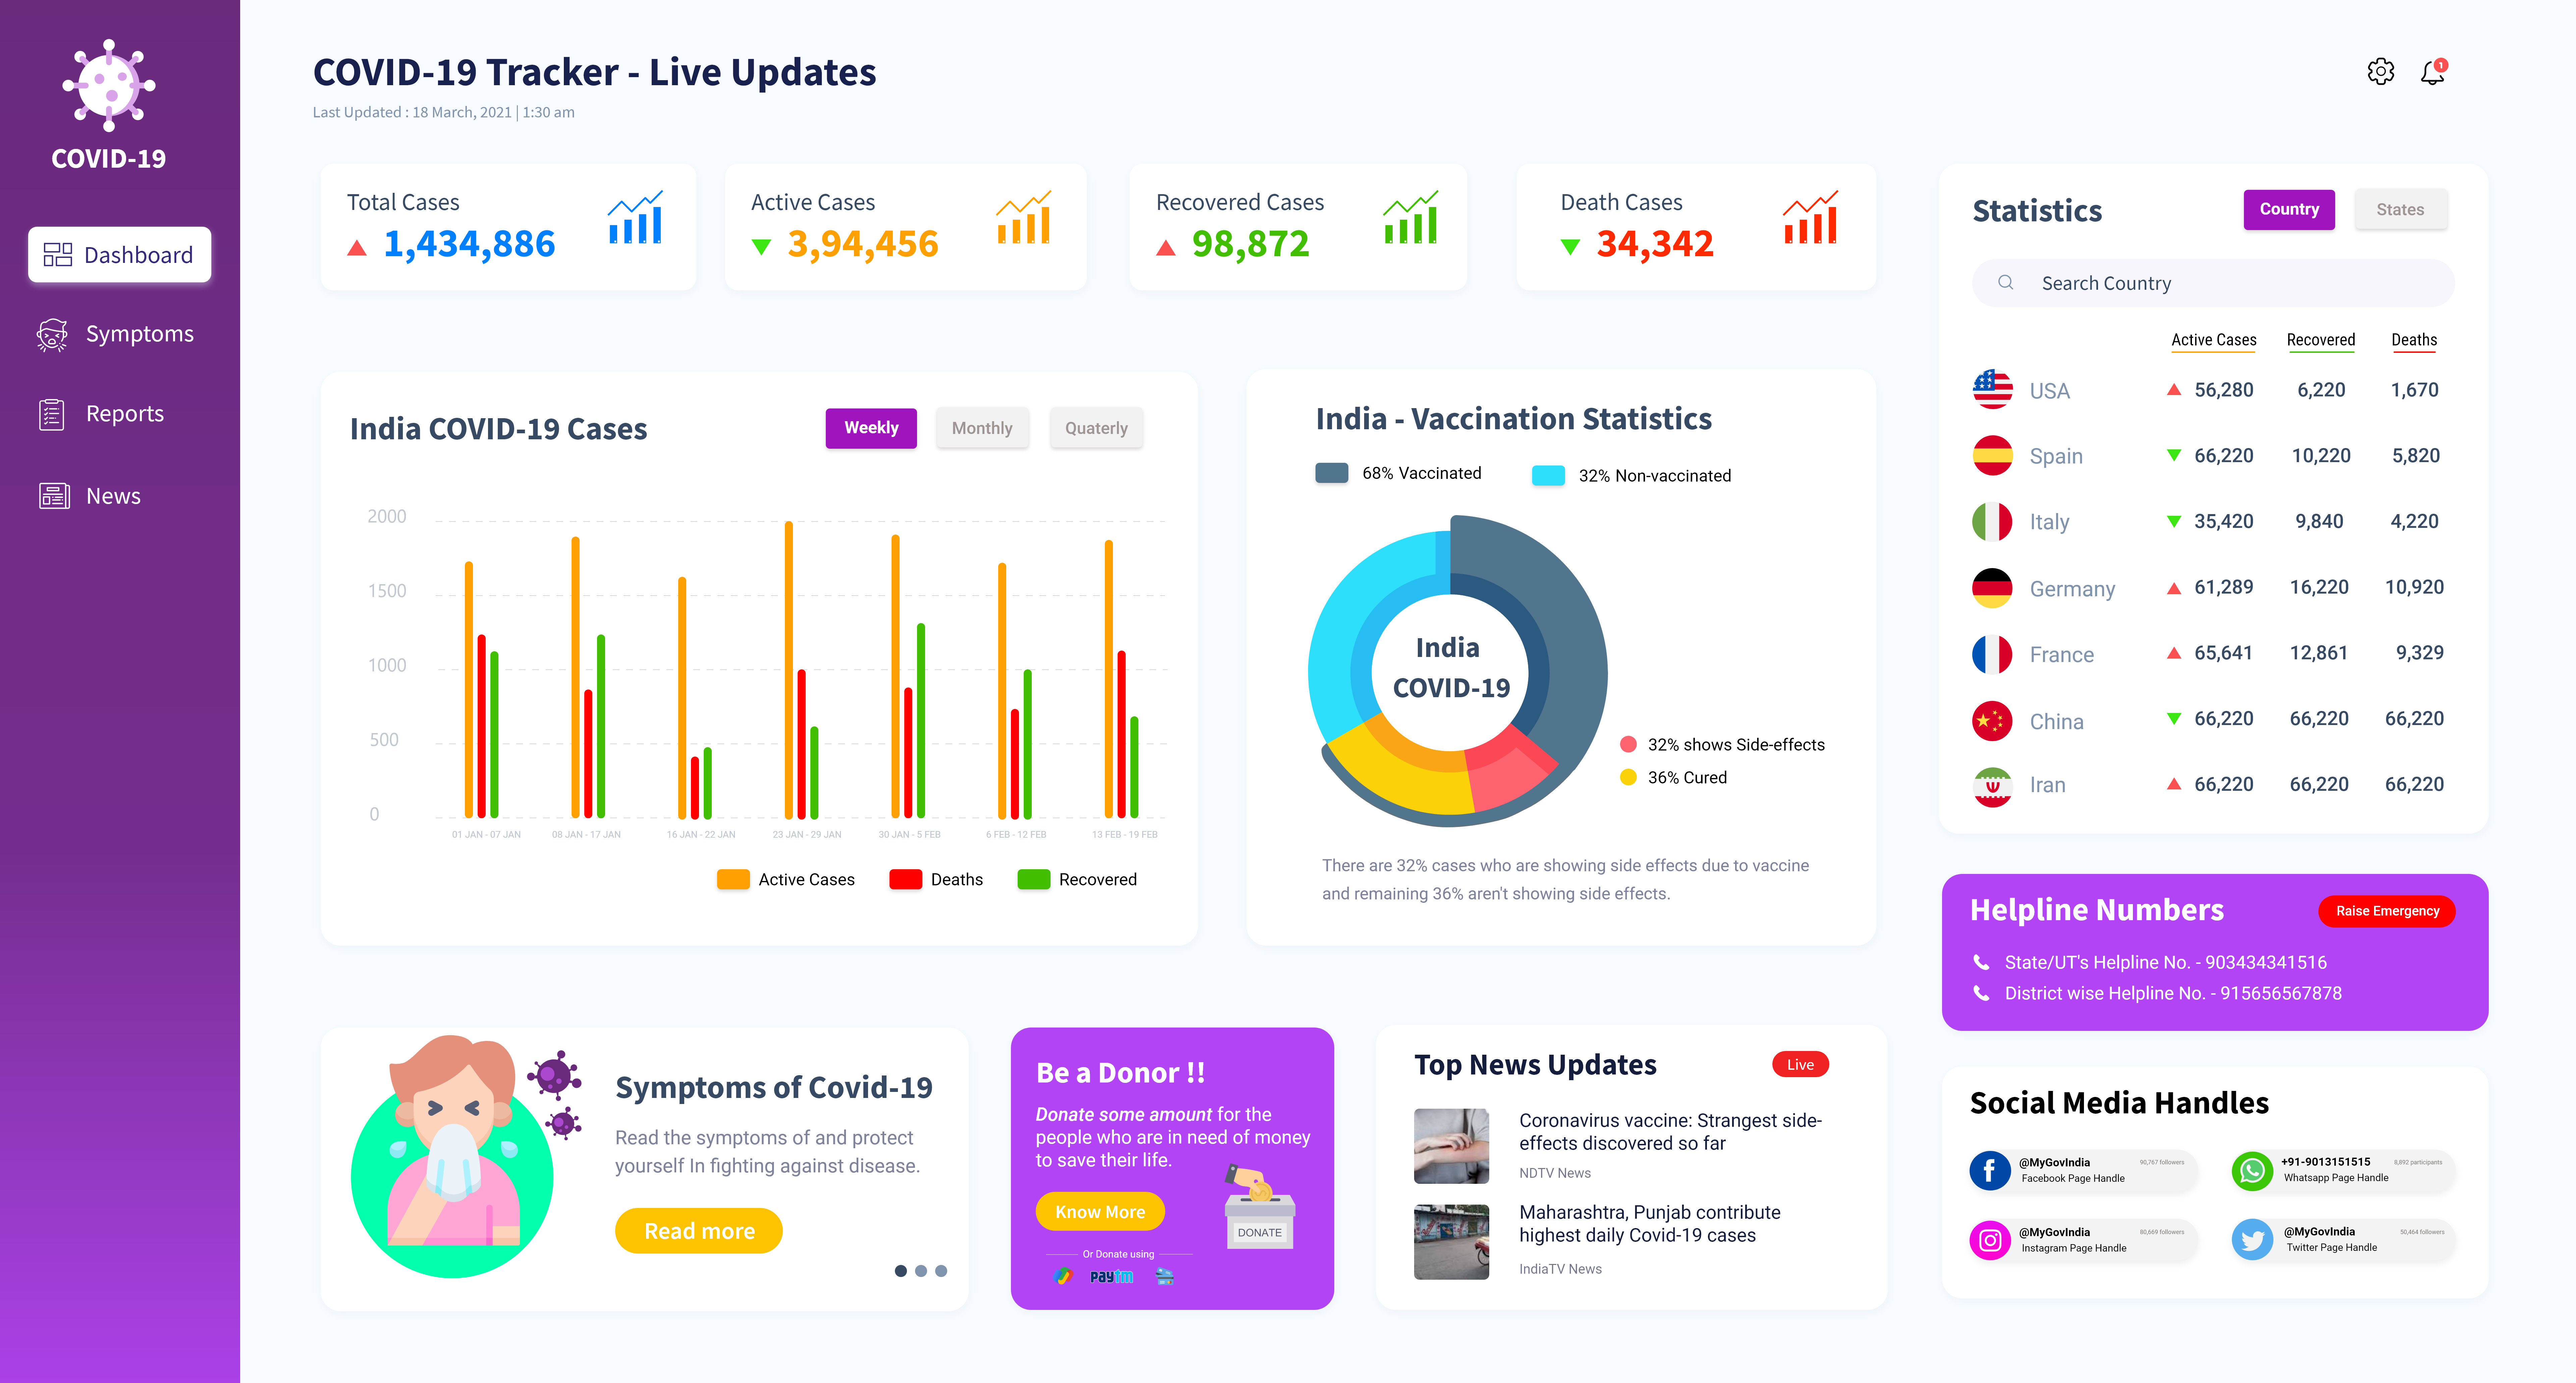 COVID-19
Dashboard
Symptoms
Reports
News
COVID-19 Tracker - Live Updates
Last Updated : 18 March, 2021 | 1:30 am
1
Total Cases
1,434,886
Active Cases
3,94,456
Recovered Cases
98,872
Death Cases
34,342
India COVID-19 Cases
Weekly
Monthly
Quaterly
2000
1500
1000
500
0
01 JAN - 07 JAN
08 JAN - 17 JAN
16 JAN - 22 JAN
23 JAN - 29 JAN
30 JAN - 5 FEB
6 FEB - 12 FEB
13 FEB - 19 FEB
Active Cases
Deaths
Recovered
India - Vaccination Statistics
68% Vaccinated
32% Non-vaccinated
India
COVID-19
32% shows Side-effects
36% Cured
There are 32% cases who are showing side effects due to vaccine
and remaining 36% aren't showing side effects.
Statistics
Country
States
Search Country
Active Cases Recovered Deaths
USA 56,280 6,220 1,670
Spain 66,220 10,220 5,820
Italy 35,420 9,840 4,220
Germany 61,289 16,220 10,920
France 65,641 12,861 9,329
China 66,220 66,220 66,220
Iran 66,220 66,220 66,220
Helpline Numbers
Raise Emergency
State/UT's Helpline No. - 903434341516
District wise Helpline No. - 915656567878
Symptoms of Covid-19
Read the symptoms of and protect
yourself In fighting against disease.
Read more
Be a Donor !!
Donate some amount for the
people who are in need of money
to save their life.
Know More
DONATE
Or Donate using
paytm
Top News Updates
Live
Coronavirus vaccine: Strangest side-
effects discovered so far
NDTV News
Maharashtra, Punjab contribute
highest daily Covid-19 cases
IndiaTV News
Social Media Handles
@MyGovIndia
90,767 followers
Facebook Page Handle
+91-9013151515
8,892 participants
Whatsapp Page Handle
@MyGovIndia
80,669 followers
Instagram Page Handle
@MyGovIndia
50,464 followers
Twitter Page Handle